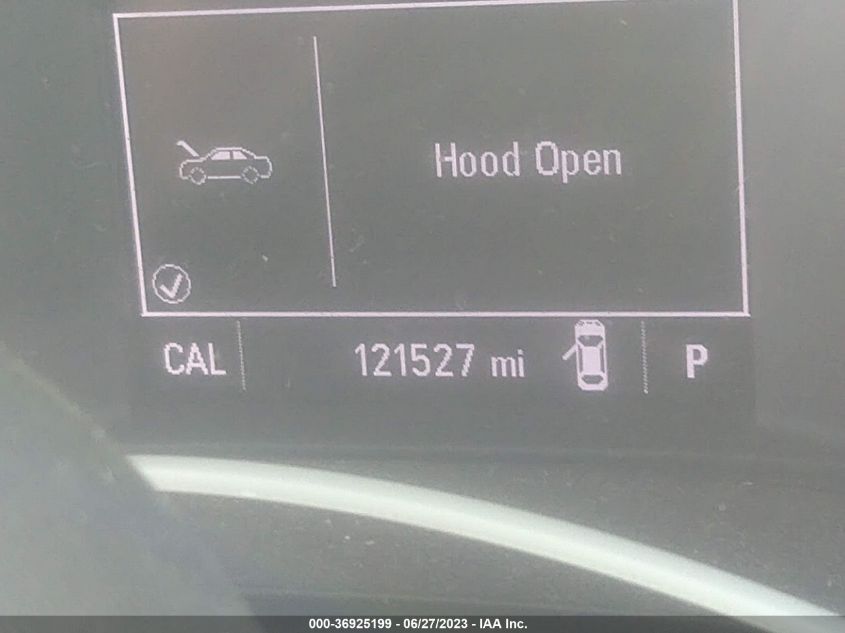 Hood Open
CAL 121527 mi P
000-36925199 - 06/27/2023 - IAA Inc.